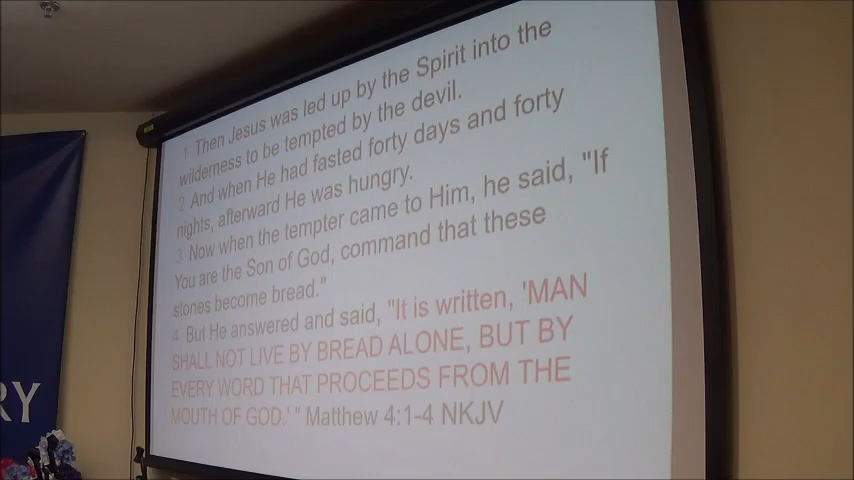 1 Then Jesus was led up by the Spirit into the
wilderness to be tempted by the devil.
2 And when He had fasted forty days and forty
nights, afterward He was hungry.
3 Now when the tempter came to Him, he said, "If
You are the Son of God, command that these
stones become bread."
4 But He answered and said, "It is written, 'MAN
SHALL NOT LIVE BY BREAD ALONE, BUT BY
EVERY WORD THAT PROCEEDS FROM THE
MOUTH OF GOD.' " Matthew 4:1-4 NKJV
RY